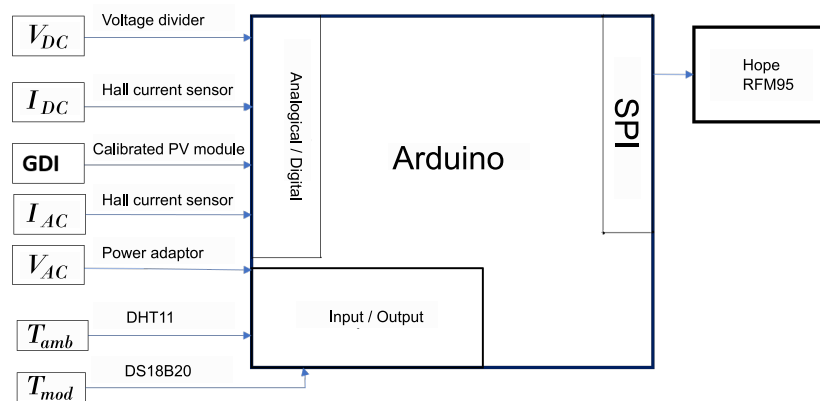 V_DC
Voltage divider
I_DC
Hall current sensor
GDI
Calibrated PV module
I_AC
Hall current sensor
V_AC
Power adaptor
T_amb
DHT11
T_mod
DS18B20
Analogical / Digital
Arduino
Input / Output
SPI
Hope
RFM95